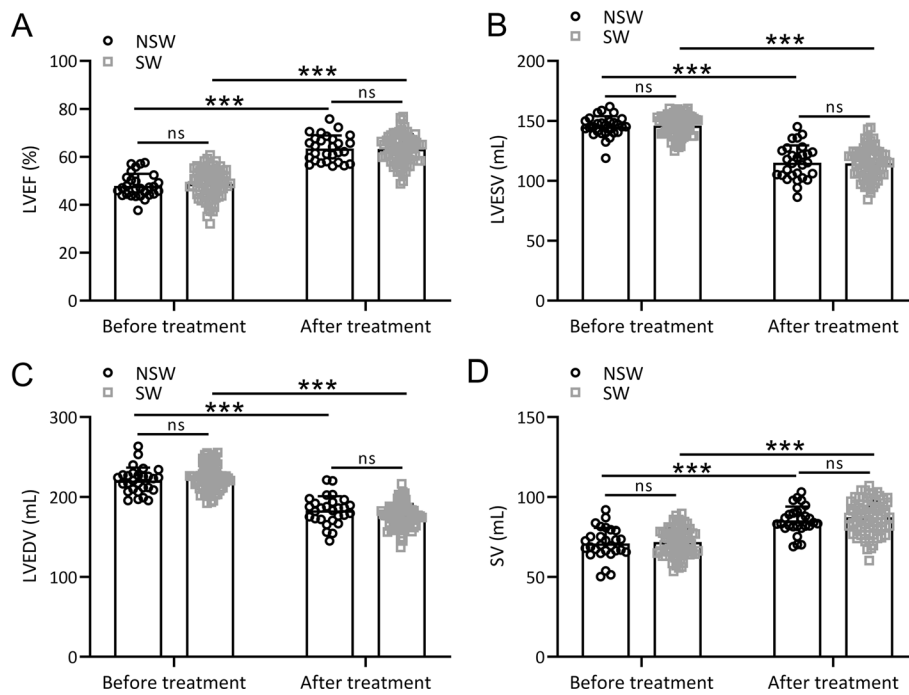 A
NSW
SW
LVEF (%)
100
80
60
40
20
0
***
***
ns
ns
Before treatment
After treatment
B
NSW
SW
LVESV (mL)
200
150
100
50
0
***
***
ns
ns
Before treatment
After treatment
C
NSW
SW
LVEDV (mL)
300
200
100
0
***
***
ns
ns
Before treatment
After treatment
D
NSW
SW
SV (mL)
150
100
50
0
***
***
ns
ns
Before treatment
After treatment